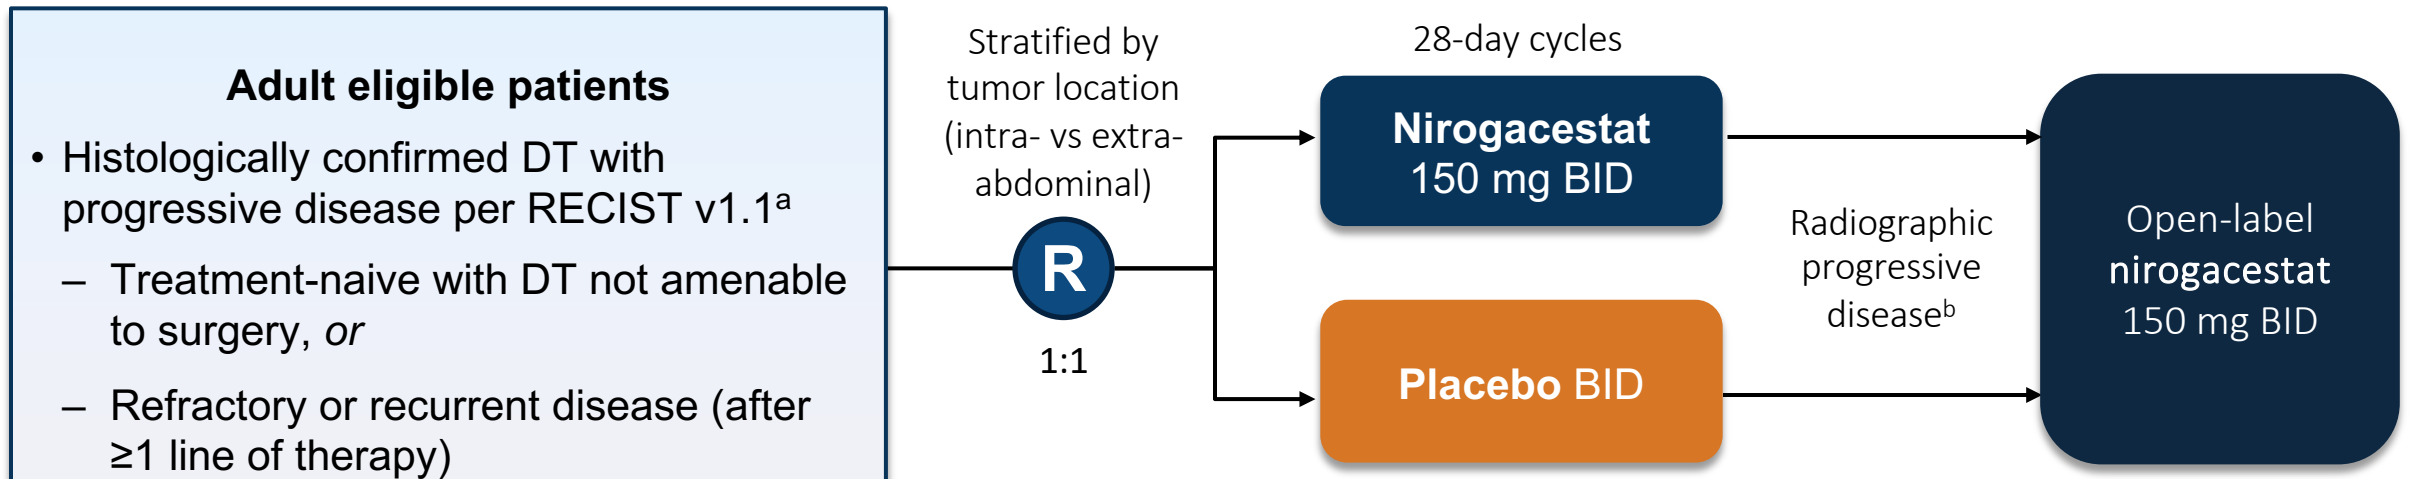 Adult eligible patients
• Histologically confirmed DT with
progressive disease per RECIST v1.1ᵃ
– Treatment-naive with DT not amenable
to surgery, or
– Refractory or recurrent disease (after
≥1 line of therapy)
Stratified by
tumor location
(intra- vs extra-
abdominal)
R
1:1
28-day cycles
Nirogacestat
150 mg BID
Placebo BID
Radiographic
progressive
diseaseᵇ
Open-label
nirogacestat
150 mg BID